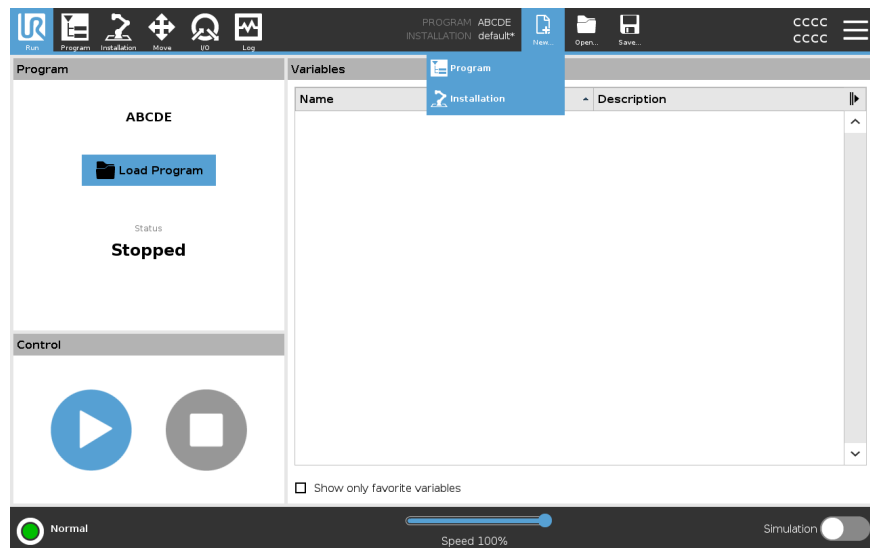 PROGRAM ABCDE
INSTALLATION default*
CCCC
CCCC
Run Program Installation Move I/O Log New... Open... Save...
Program
Variables
Program
Installation
Name
Description
ABCDE
Load Program
Status
Stopped
Control
Show only favorite variables
Normal
Speed 100%
Simulation